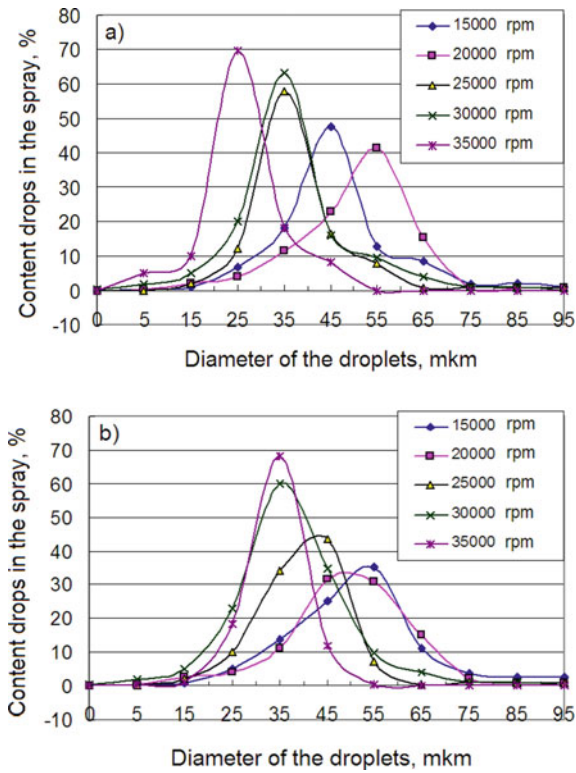 80
70
60
50
40
30
20
10
0
-10
Content drops in the spray, %
a)
15000 rpm
20000 rpm
25000 rpm
30000 rpm
35000 rpm
0 5 15 25 35 45 55 65 75 85 95
Diameter of the droplets, mkm
80
70
60
50
40
30
20
10
0
-10
Content drops in the spray, %
b)
15000 rpm
20000 rpm
25000 rpm
30000 rpm
35000 rpm
0 5 15 25 35 45 55 65 75 85 95
Diameter of the droplets, mkm